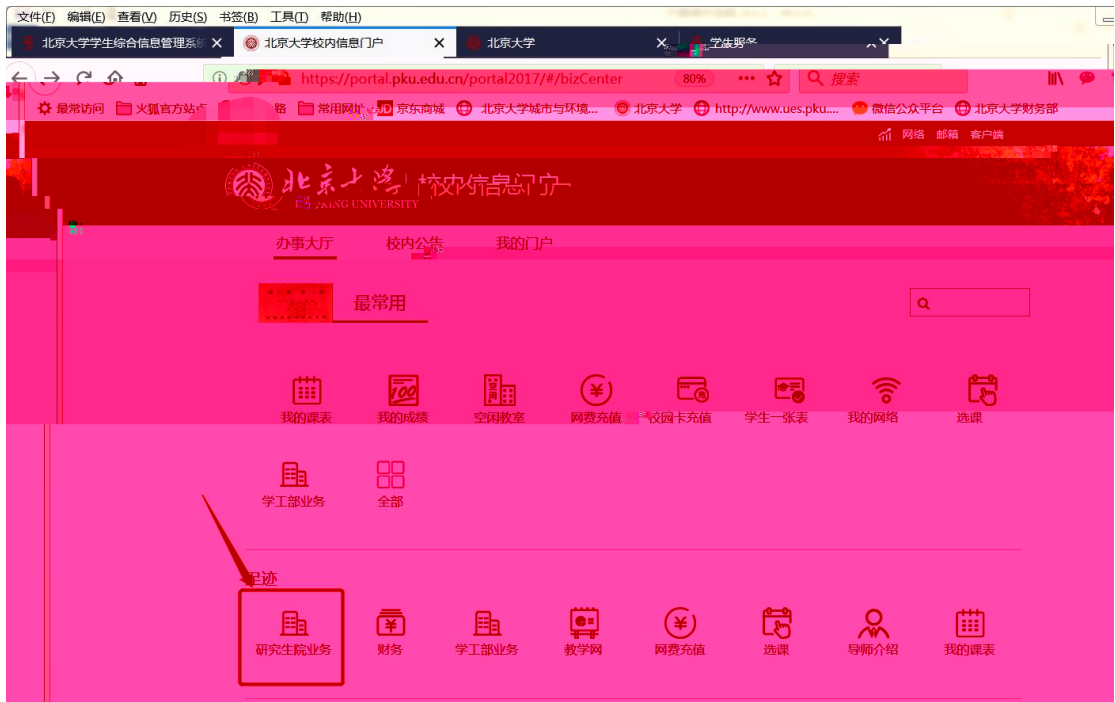 文件(F) 编辑(E) 查看(V) 历史(S) 书签(B) 工具(T) 帮助(H)
北京大学学生综合信息管理系统 × 北京大学校内信息门户 × 北京大学 ×
https://portal.pku.edu.cn/portal2017/#/bizCenter 80% 搜索
最常访问 火狐官方站点 常用网址 JD 京东商城 北京大学城市与环境... 北京大学 http://www.ues.pku.... 微信公众平台 北京大学财务部
网络 邮箱 客户端
北京大学 校内信息门户
UNIVERSITY
办事大厅 校内公告 我的门户
最常用
我的课表 我的成绩 空闲教室 网费充值 校园卡充值 学生一张表 我的网络 选课
学工部业务 全部
足迹
研究生院业务 财务 学工部业务 教学网 网费充值 选课 导师介绍 我的课表